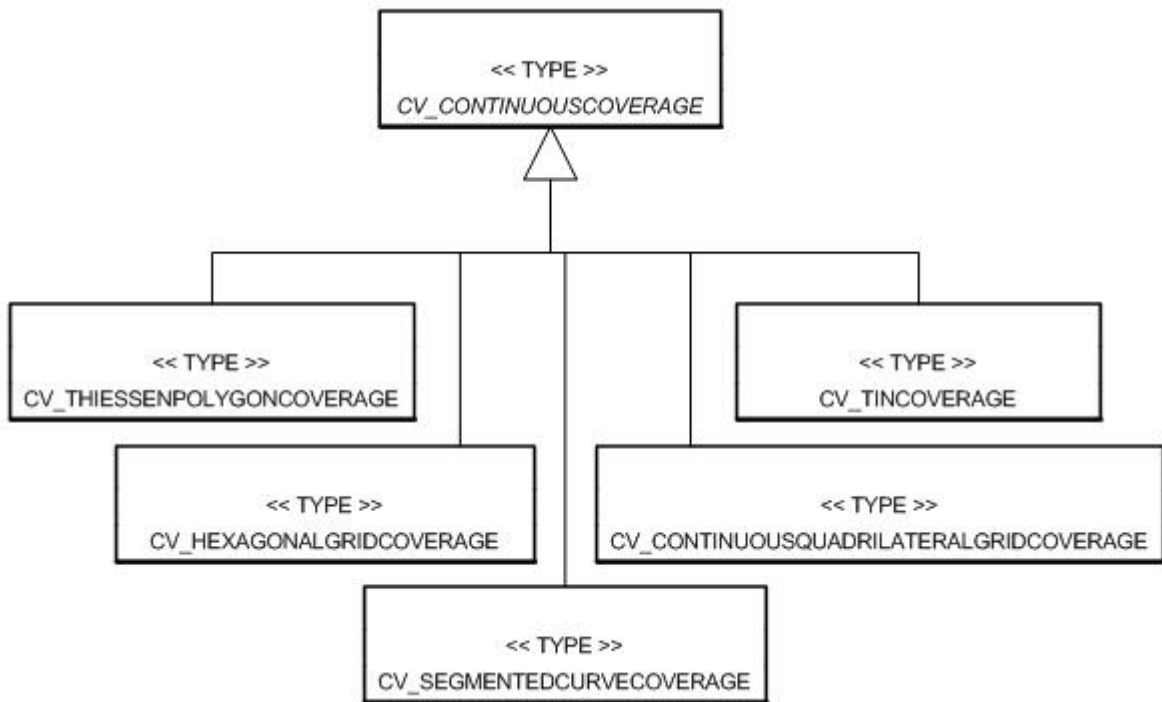 << TYPE >>
CV_CONTINUOUSCOVERAGE
<< TYPE >>
CV_THIESSENPOLYGONCOVERAGE
<< TYPE >>
CV_TINCOVERAGE
<< TYPE >>
CV_HEXAGONALGRIDCOVERAGE
<< TYPE >>
CV_CONTINUOUSQUADRILATERALGRIDCOVERAGE
<< TYPE >>
CV_SEGMENTEDCURVECOVERAGE